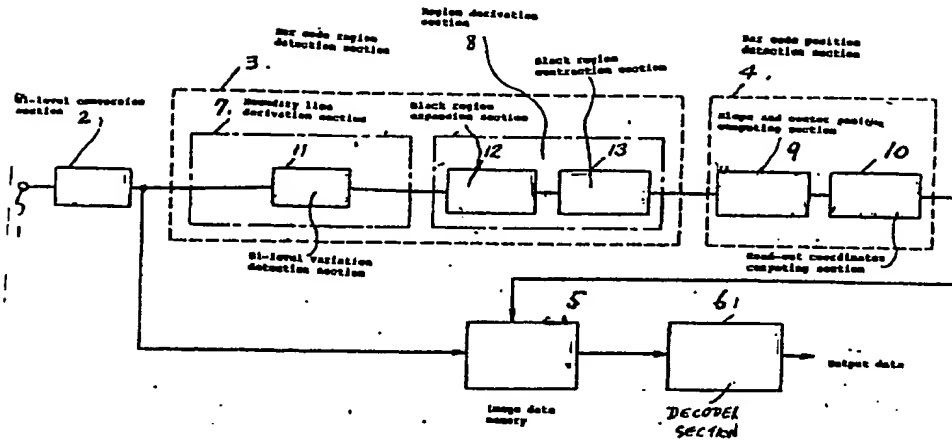 Region derivation
section
8
Bar code region
detection section
3.
Black region
contraction section
Bar code position
detection section
4.
Bi-level conversion
section
2,
7.
Boundary line
derivation section
Black region
expansion section
Slope and center position
computing section
11
12
13
9
10
1
Bi-level variation
detection section
Read-out coordinates
computing section
5
6,
Output data
Image data
memory
DECODER
SECTION